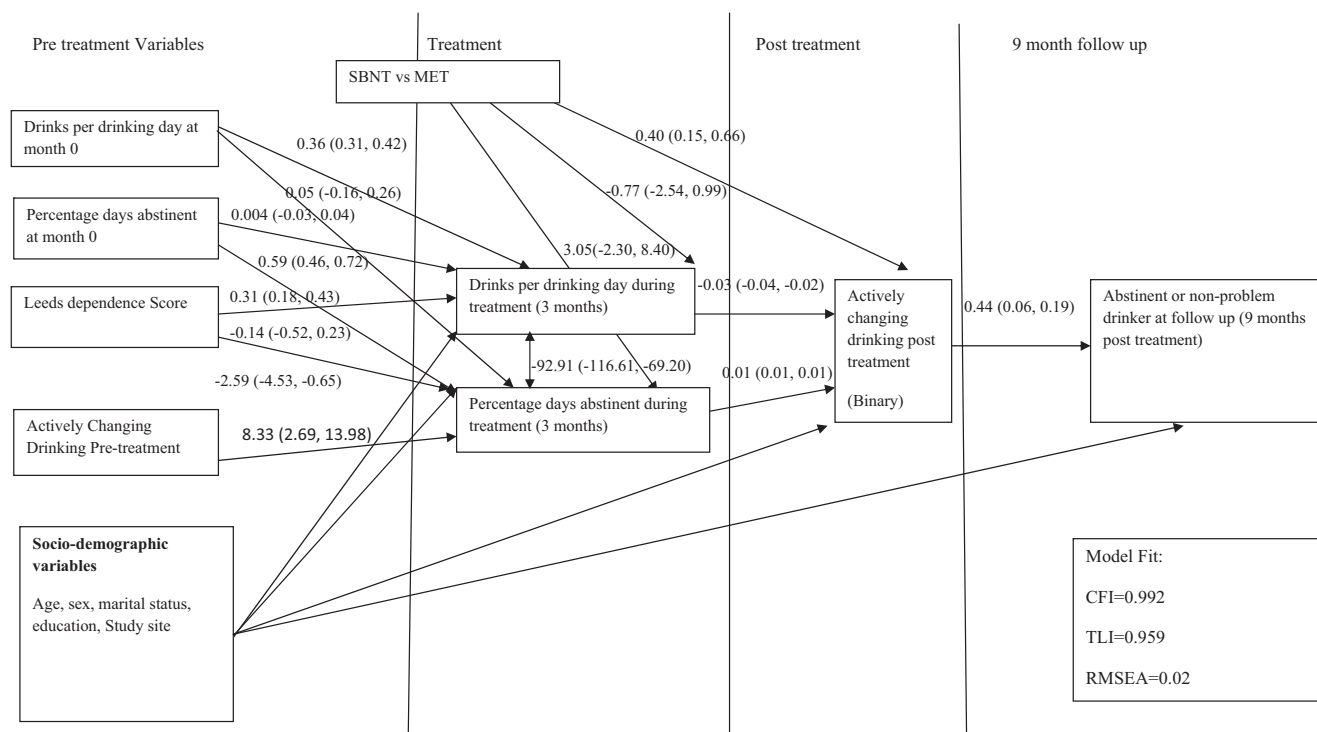 Pre treatment Variables
Treatment
Post treatment
9 month follow up
SBNT vs MET
Drinks per drinking day at
month 0
0.36 (0.31, 0.42)
0.40 (0.15, 0.66)
0.05 (-0.16, 0.26)
-0.77 (-2.54, 0.99)
Percentage days abstinent
at month 0
0.004 (-0.03, 0.04)
3.05(-2.30, 8.40)
0.59 (0.46, 0.72)
Drinks per drinking day during
treatment (3 months)
-0.03 (-0.04, -0.02)
Leeds dependence Score
0.31 (0.18, 0.43)
-0.14 (-0.52, 0.23)
Actively
changing
drinking post
treatment
(Binary)
0.44 (0.06, 0.19)
Abstinent or non-problem
drinker at follow up (9 months
post treatment)
-92.91 (-116.61, -69.20)
0.01 (0.01, 0.01)
-2.59 (-4.53, -0.65)
Percentage days abstinent during
treatment (3 months)
Actively Changing
Drinking Pre-treatment
8.33 (2.69, 13.98)
Socio-demographic
variables
Age, sex, marital status,
education, Study site
Model Fit:
CFI=0.992
TLI=0.959
RMSEA=0.02